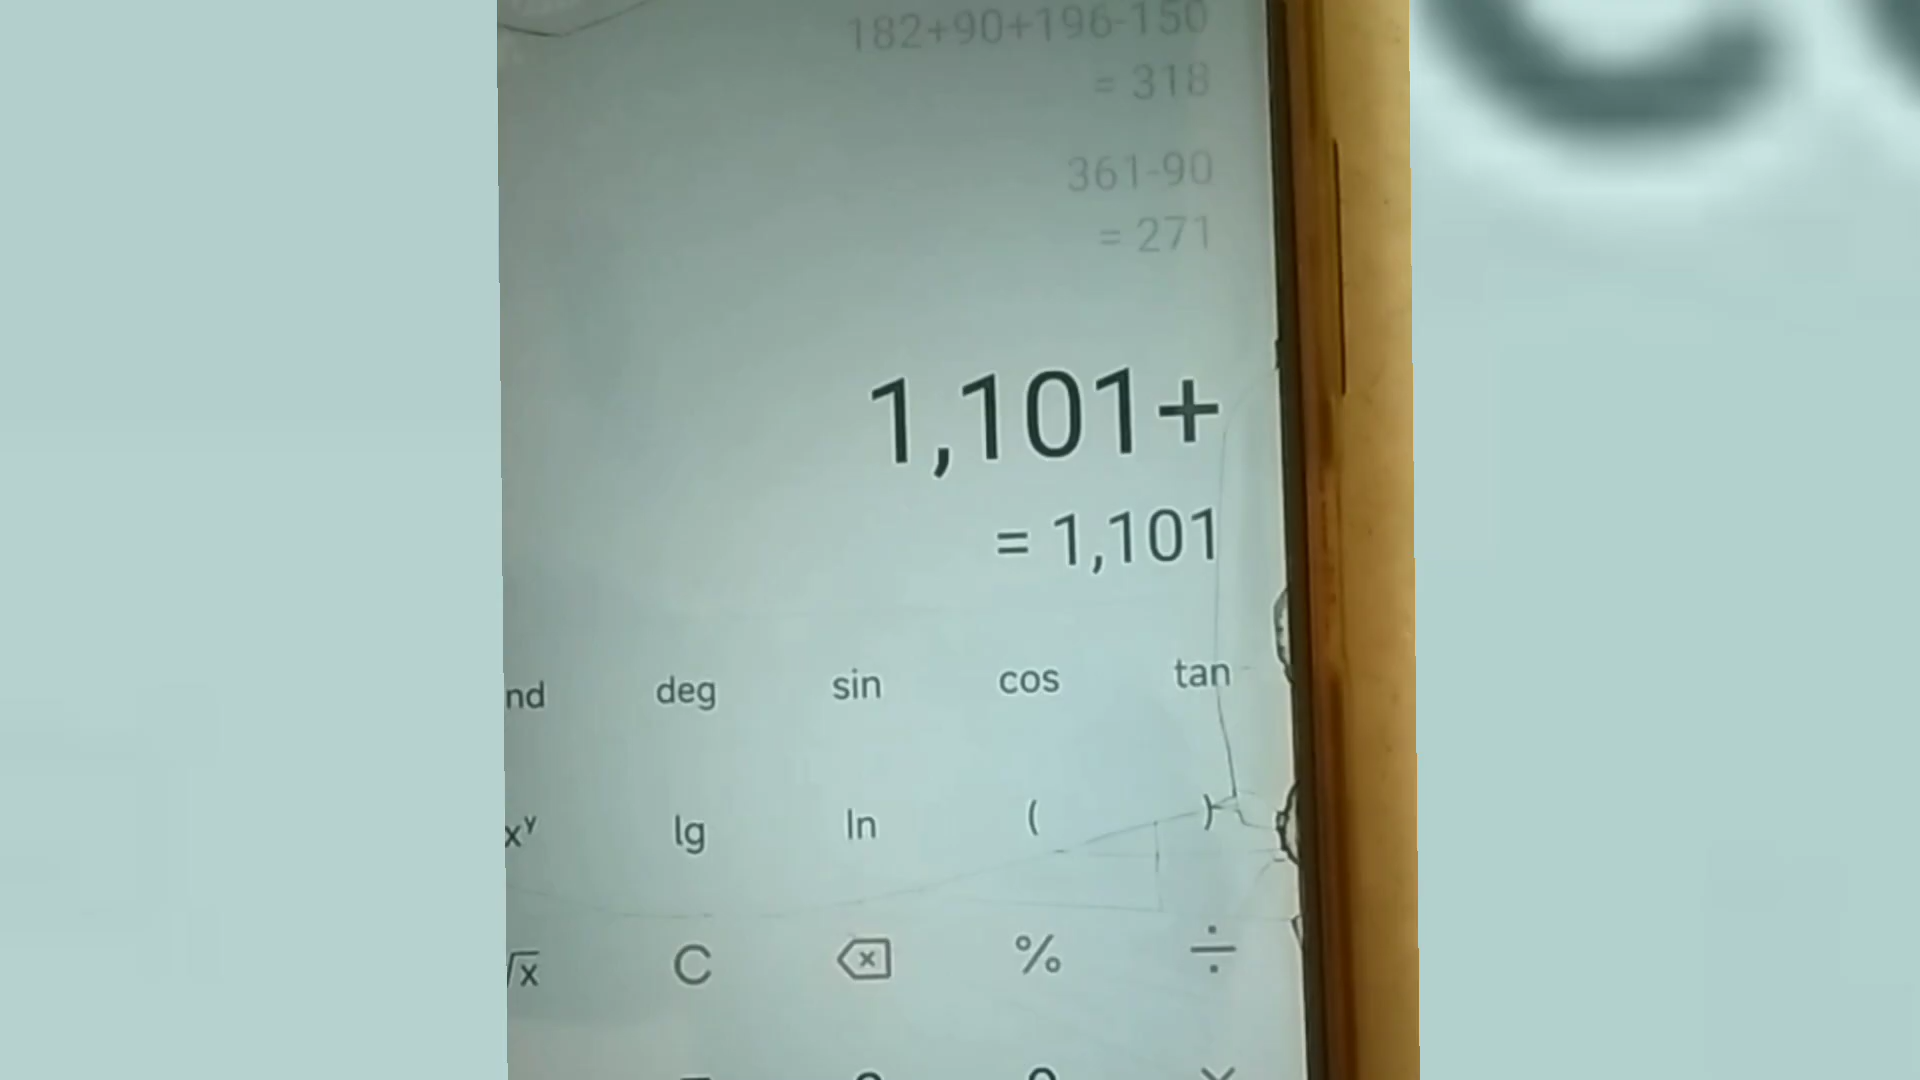 182+90+196-150
= 318
361-90
= 271
1,101+
= 1,101
nd deg sin cos tan
xʸ lg ln ( )
√x C % ÷